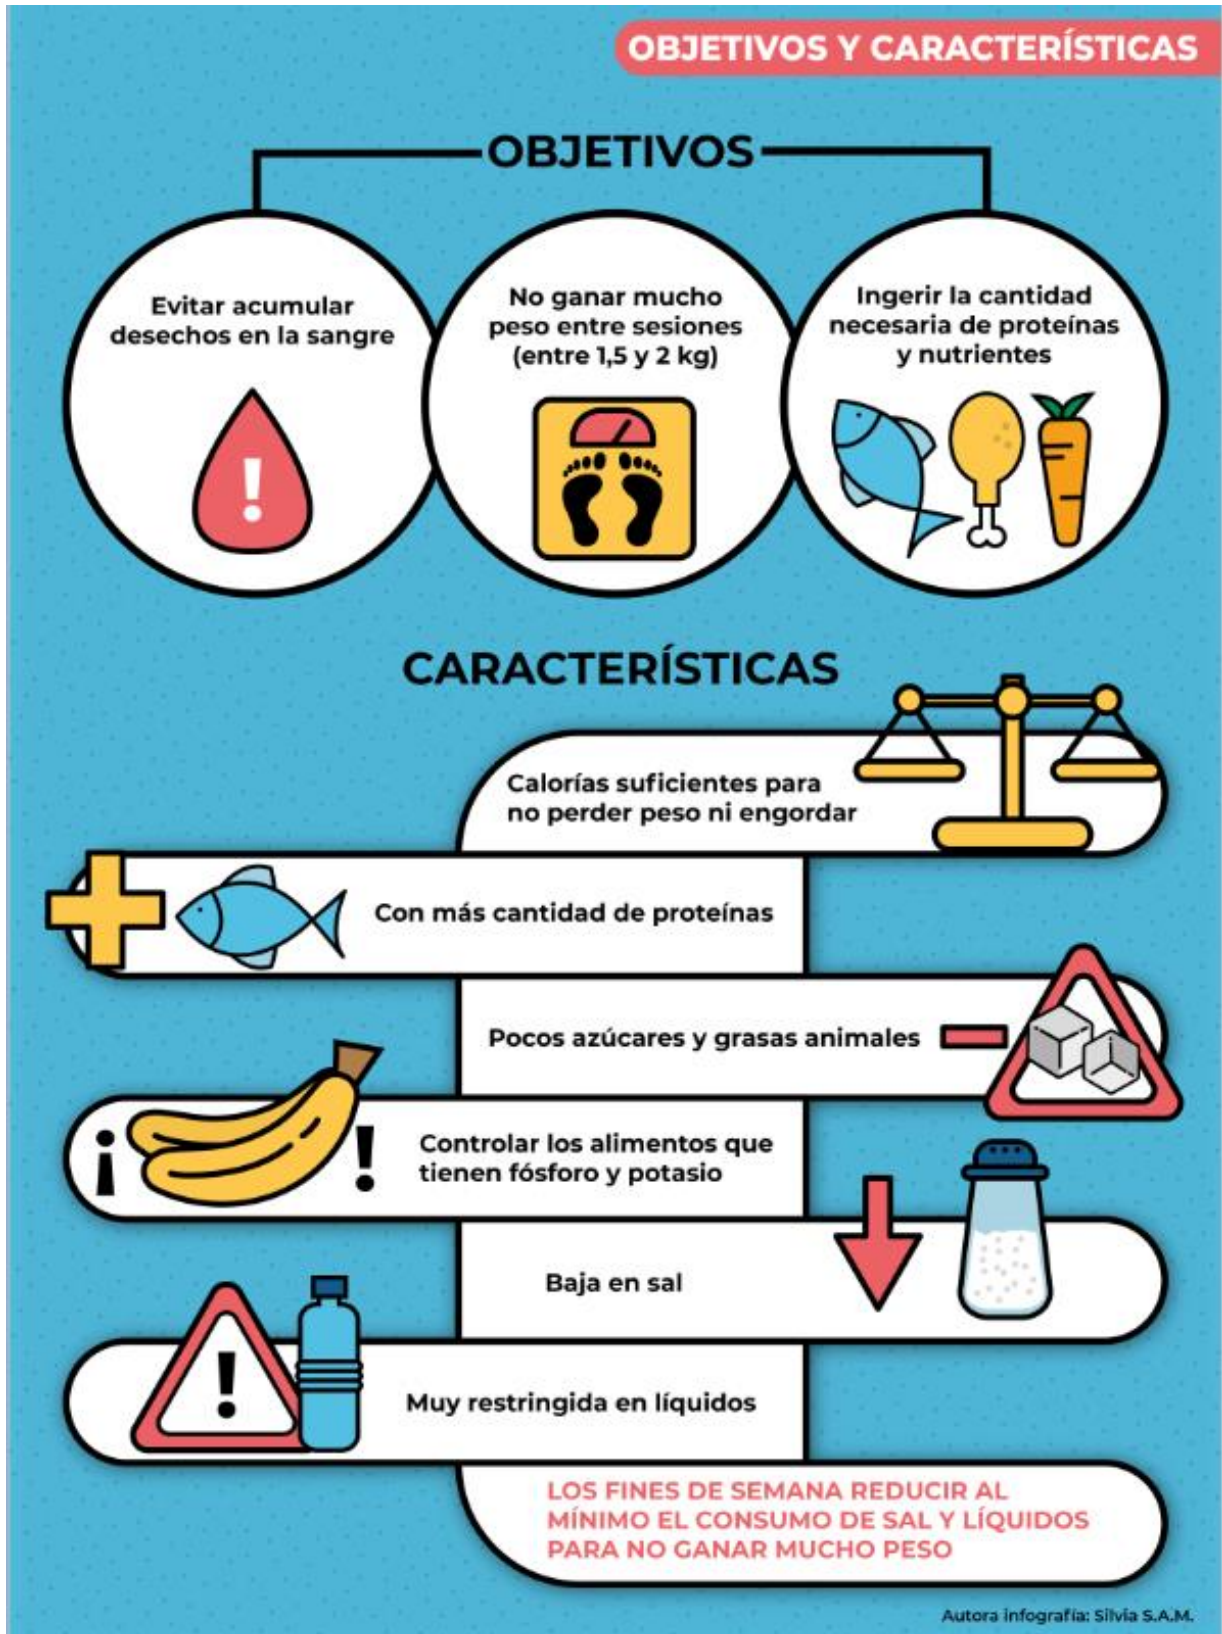 OBJETIVOS Y CARACTERÍSTICAS
OBJETIVOS
Evitar acumular
desechos en la sangre
!
No ganar mucho
peso entre sesiones
(entre 1,5 y 2 kg)
Ingerir la cantidad
necesaria de proteínas
y nutrientes
CARACTERÍSTICAS
Calorías suficientes para
no perder peso ni engordar
Con más cantidad de proteínas
Pocos azúcares y grasas animales
¡ !
Controlar los alimentos que
tienen fósforo y potasio
Baja en sal
!
Muy restringida en líquidos
LOS FINES DE SEMANA REDUCIR AL
MÍNIMO EL CONSUMO DE SAL Y LÍQUIDOS
PARA NO GANAR MUCHO PESO
Autora infografía: Silvia S.A.M.